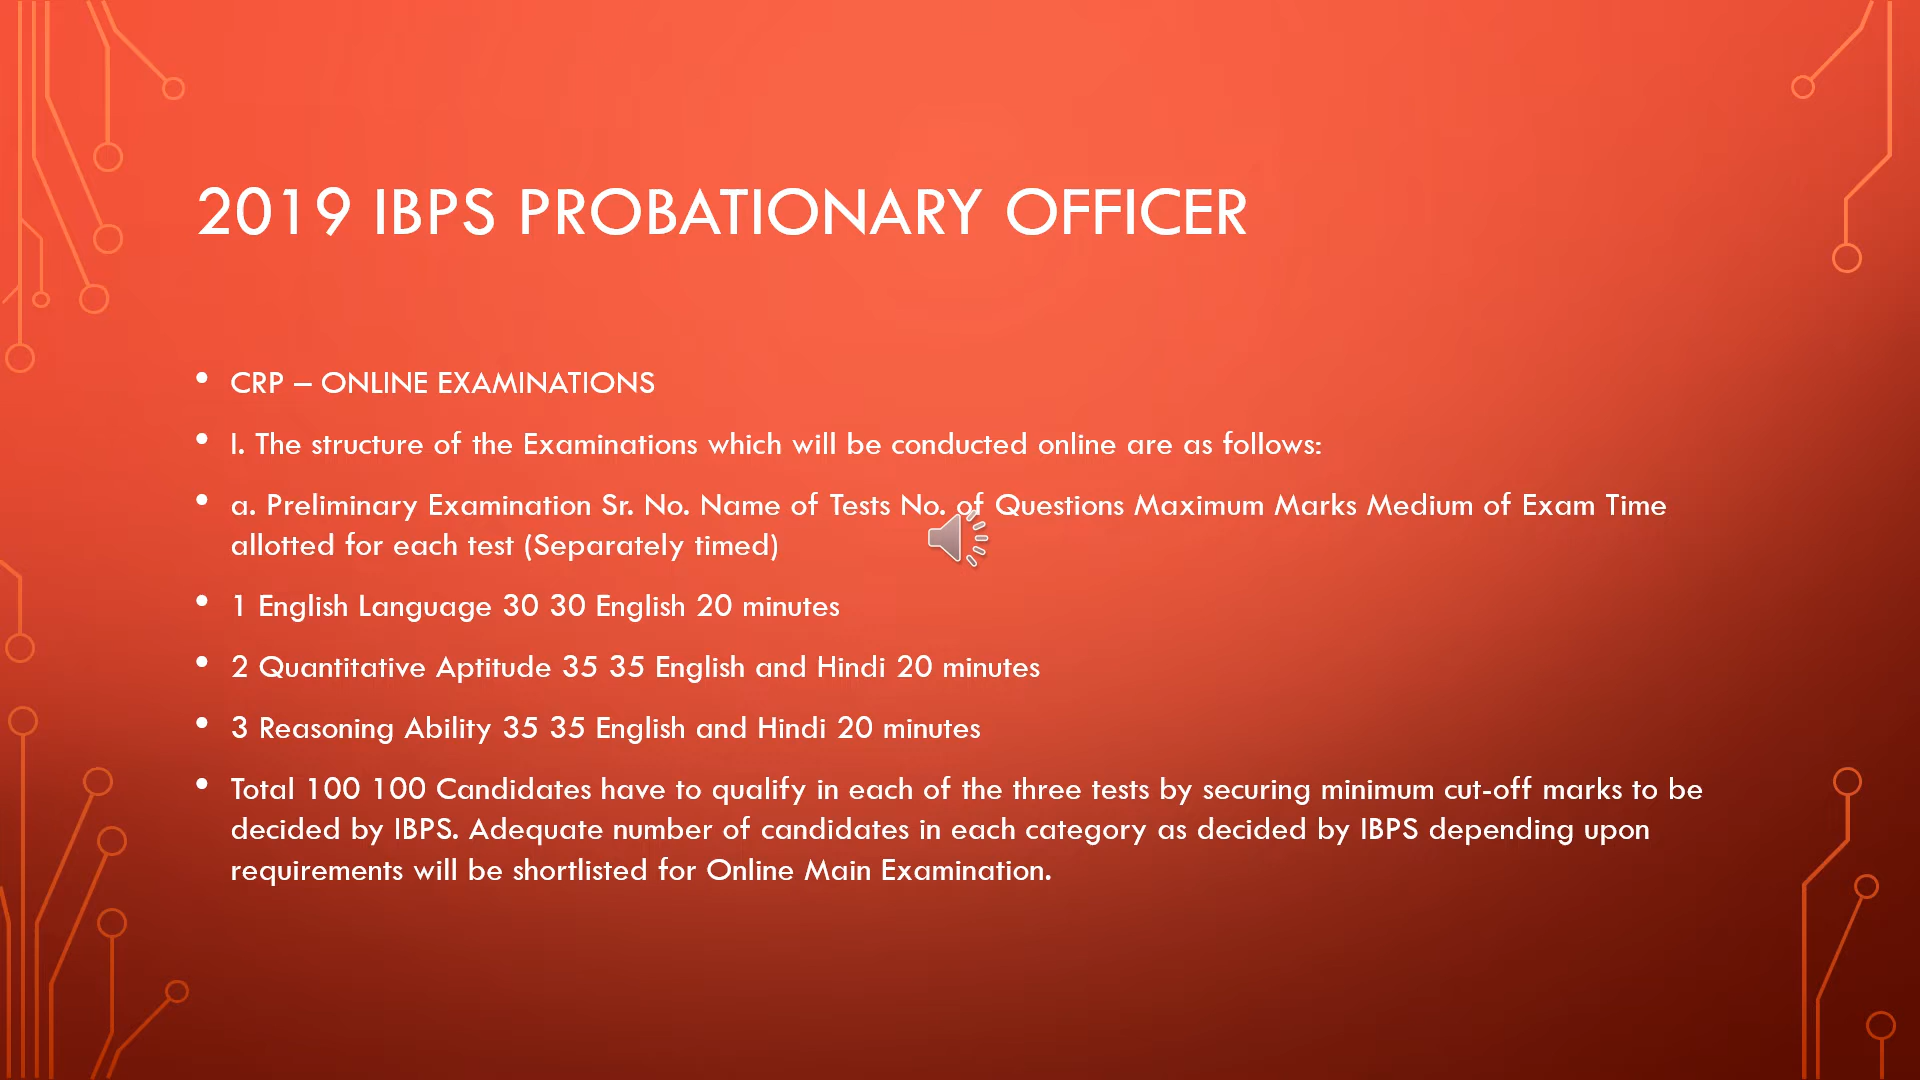 2019 IBPS PROBATIONARY OFFICER
• CRP – ONLINE EXAMINATIONS
• I. The structure of the Examinations which will be conducted online are as follows:
• a. Preliminary Examination Sr. No. Name of Tests No. of Questions Maximum Marks Medium of Exam Time
allotted for each test (Separately timed)
• 1 English Language 30 30 English 20 minutes
• 2 Quantitative Aptitude 35 35 English and Hindi 20 minutes
• 3 Reasoning Ability 35 35 English and Hindi 20 minutes
• Total 100 100 Candidates have to qualify in each of the three tests by securing minimum cut-off marks to be
decided by IBPS. Adequate number of candidates in each category as decided by IBPS depending upon
requirements will be shortlisted for Online Main Examination.